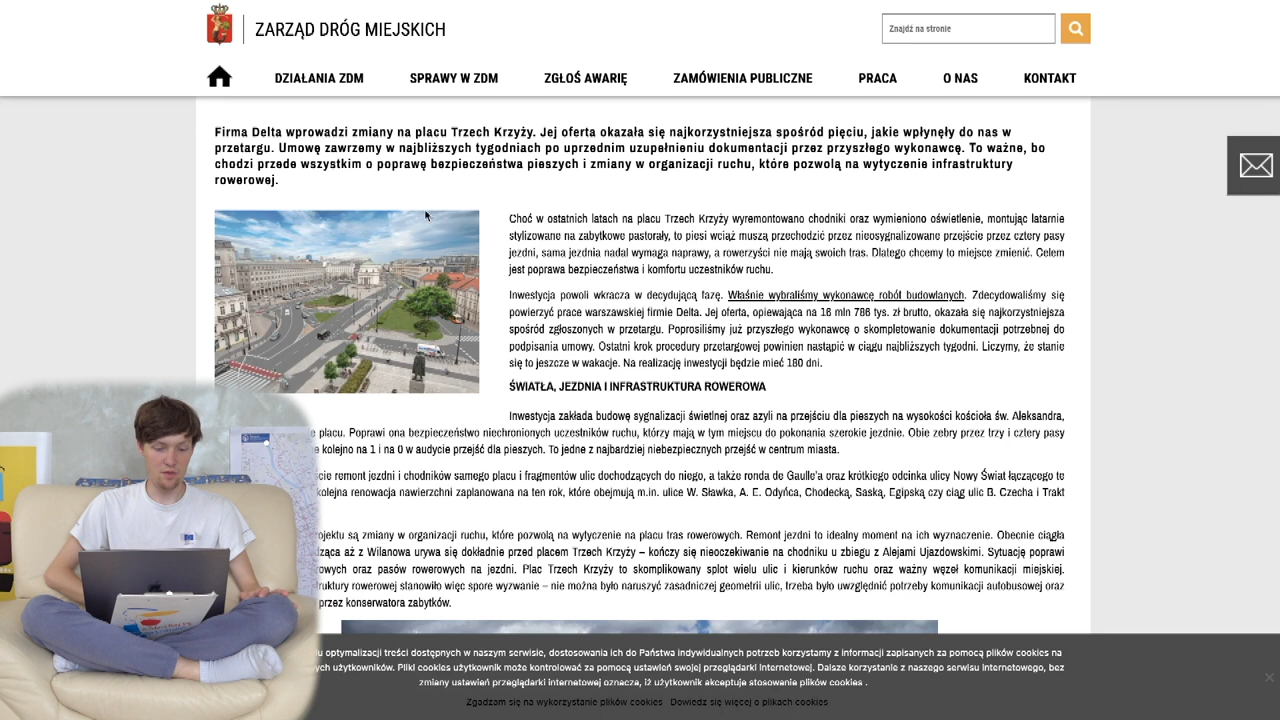 ZARZĄD DRÓG MIEJSKICH
Znajdź na stronie
DZIAŁANIA ZDM SPRAWY W ZDM ZGŁOŚ AWARIĘ ZAMÓWIENIA PUBLICZNE PRACA O NAS KONTAKT
Firma Delta wprowadzi zmiany na placu Trzech Krzyży. Jej oferta okazała się najkorzystniejsza spośród pięciu, jakie wpłynęły do nas w
przetargu. Umowę zawrzemy w najbliższych tygodniach po uprzednim uzupełnieniu dokumentacji przez przyszłego wykonawcę. To ważne, bo
chodzi przede wszystkim o poprawę bezpieczeństwa pieszych i zmiany w organizacji ruchu, które pozwolą na wytyczenie infrastruktury
rowerowej.
Choć w ostatnich latach na placu Trzech Krzyży wyremontowano chodniki oraz wymieniono oświetlenie, montując latarnie
stylizowane na zabytkowe pastorały, to piesi wciąż muszą przechodzić przez nieosygnalizowane przejście przez cztery pasy
jezdni, sama jezdnia nadal wymaga naprawy, a rowerzyści nie mają swoich tras. Dlatego chcemy to miejsce zmienić. Celem
jest poprawa bezpieczeństwa i komfortu uczestników ruchu.
Inwestycja powoli wkracza w decydującą fazę. Właśnie wybraliśmy wykonawcę robót budowlanych. Zdecydowaliśmy się
powierzyć prace warszawskiej firmie Delta. Jej oferta, opiewająca na 16 mln 786 tys. zł brutto, okazała się najkorzystniejsza
spośród zgłoszonych w przetargu. Poprosiliśmy już przyszłego wykonawcę o skompletowanie dokumentacji potrzebnej do
podpisania umowy. Ostatni krok procedury przetargowej powinien nastąpić w ciągu najbliższych tygodni. Liczymy, że stanie
się to jeszcze w wakacje. Na realizację inwestycji będzie mieć 180 dni.
ŚWIATŁA, JEZDNIA I INFRASTRUKTURA ROWEROWA
Inwestycja zakłada budowę sygnalizacji świetlnej oraz azyli na przejściu dla pieszych na wysokości kościoła św. Aleksandra,
placu. Poprawi ona bezpieczeństwo niechronionych uczestników ruchu, którzy mają w tym miejscu do pokonania szerokie jezdnie. Obie zebry przez trzy i cztery pasy
kolejno na 1 i na 0 w audycie przejść dla pieszych. To jedne z najbardziej niebezpiecznych przejść w centrum miasta.
remont jezdni i chodników samego placu i fragmentów ulic dochodzących do niego, a także ronda de Gaulle'a oraz krótkiego odcinka ulicy Nowy Świat łączącego te
kolejna renowacja nawierzchni zaplanowana na ten rok, które obejmują m.in. ulice W. Sławka, A. E. Odyńca, Chodecką, Saską, Egipską czy ciąg ulic B. Czecha i Trakt
są zmiany w organizacji ruchu, które pozwolą na wytyczenie na placu tras rowerowych. Remont jezdni to idealny moment na ich wyznaczenie. Obecnie ciągła
aż z Wilanowa urywa się dokładnie przed placem Trzech Krzyży – kończy się nieoczekiwanie na chodniku u zbiegu z Alejami Ujazdowskimi. Sytuację poprawi
oraz pasów rowerowych na jezdni. Plac Trzech Krzyży to skomplikowany splot wielu ulic i kierunków ruchu oraz ważny węzeł komunikacji miejskiej.
rowerowej stanowiło więc spore wyzwanie – nie można było naruszyć zasadniczej geometrii ulic, trzeba było uwzględnić potrzeby komunikacji autobusowej oraz
przez konserwatora zabytków.
optymalizacji treści dostępnych w naszym serwisie, dostosowania ich do Państwa indywidualnych potrzeb korzystamy z informacji zapisanych za pomocą plików cookies na
użytkowników. Pliki cookies użytkownik może kontrolować za pomocą ustawień swojej przeglądarki internetowej. Dalsze korzystanie z naszego serwisu internetowego, bez
zmiany ustawień przeglądarki internetowej oznacza, iż użytkownik akceptuje stosowanie plików cookies .
Zgadzam się na wykorzystanie plików cookies Dowiedz się więcej o plikach cookies